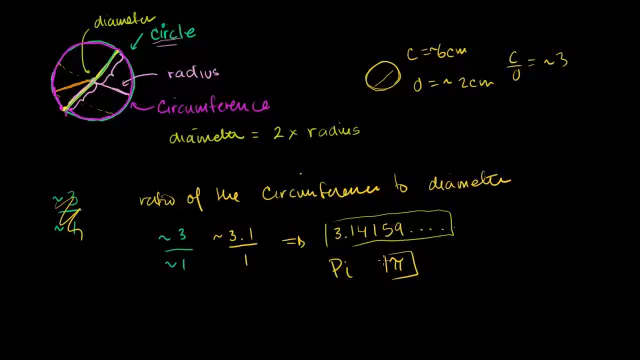 diameter
circle
radius
Circumference
diameter = 2 x radius
C = ~6cm
D = ~2cm
C/D = ~3
ratio of the circumference to diameter
~3/~1
~3.1/1 ⇒ 3.14159....
Pi π